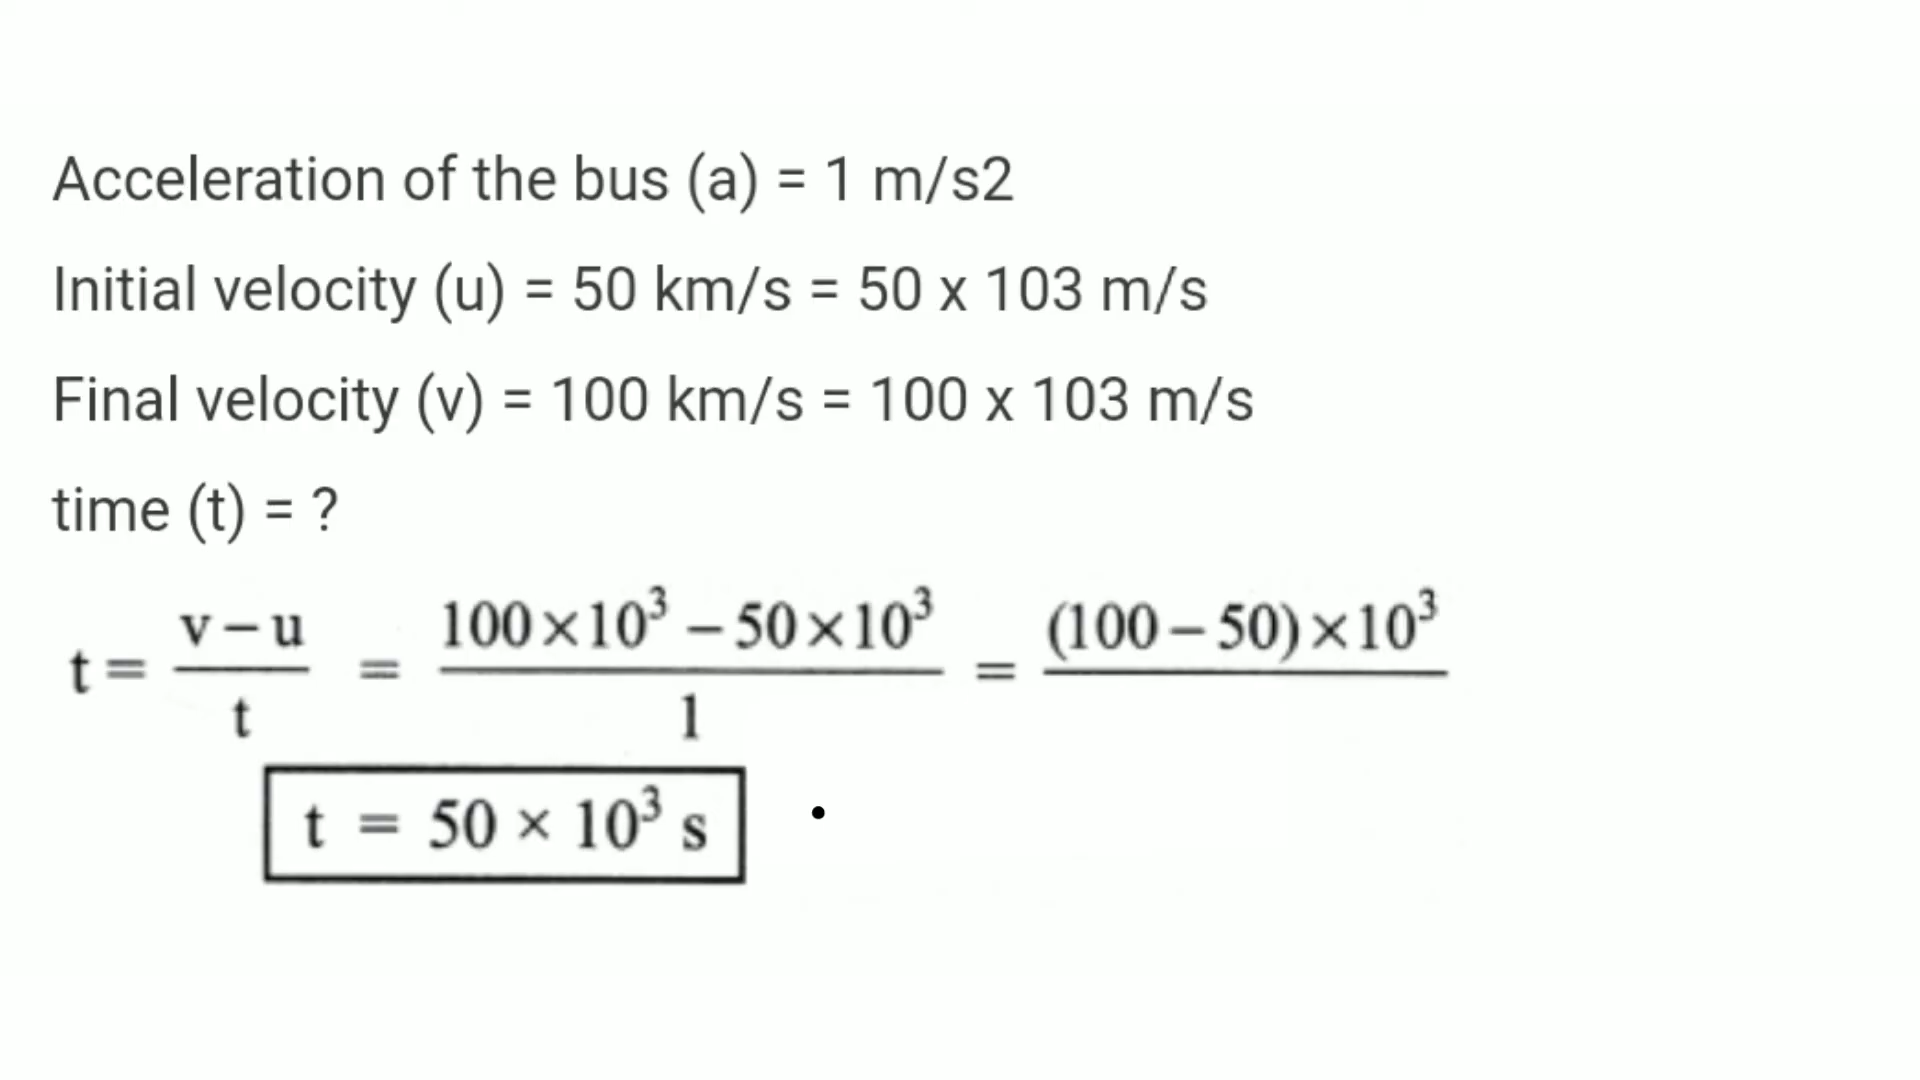 Acceleration of the bus (a) = 1 m/s2
Initial velocity (u) = 50 km/s = 50 x 103 m/s
Final velocity (v) = 100 km/s = 100 x 103 m/s
time (t) = ?
t = (v – u)/t = (100×10³ – 50×10³)/1 = (100 – 50)×10³/
t = 50 × 10³ s